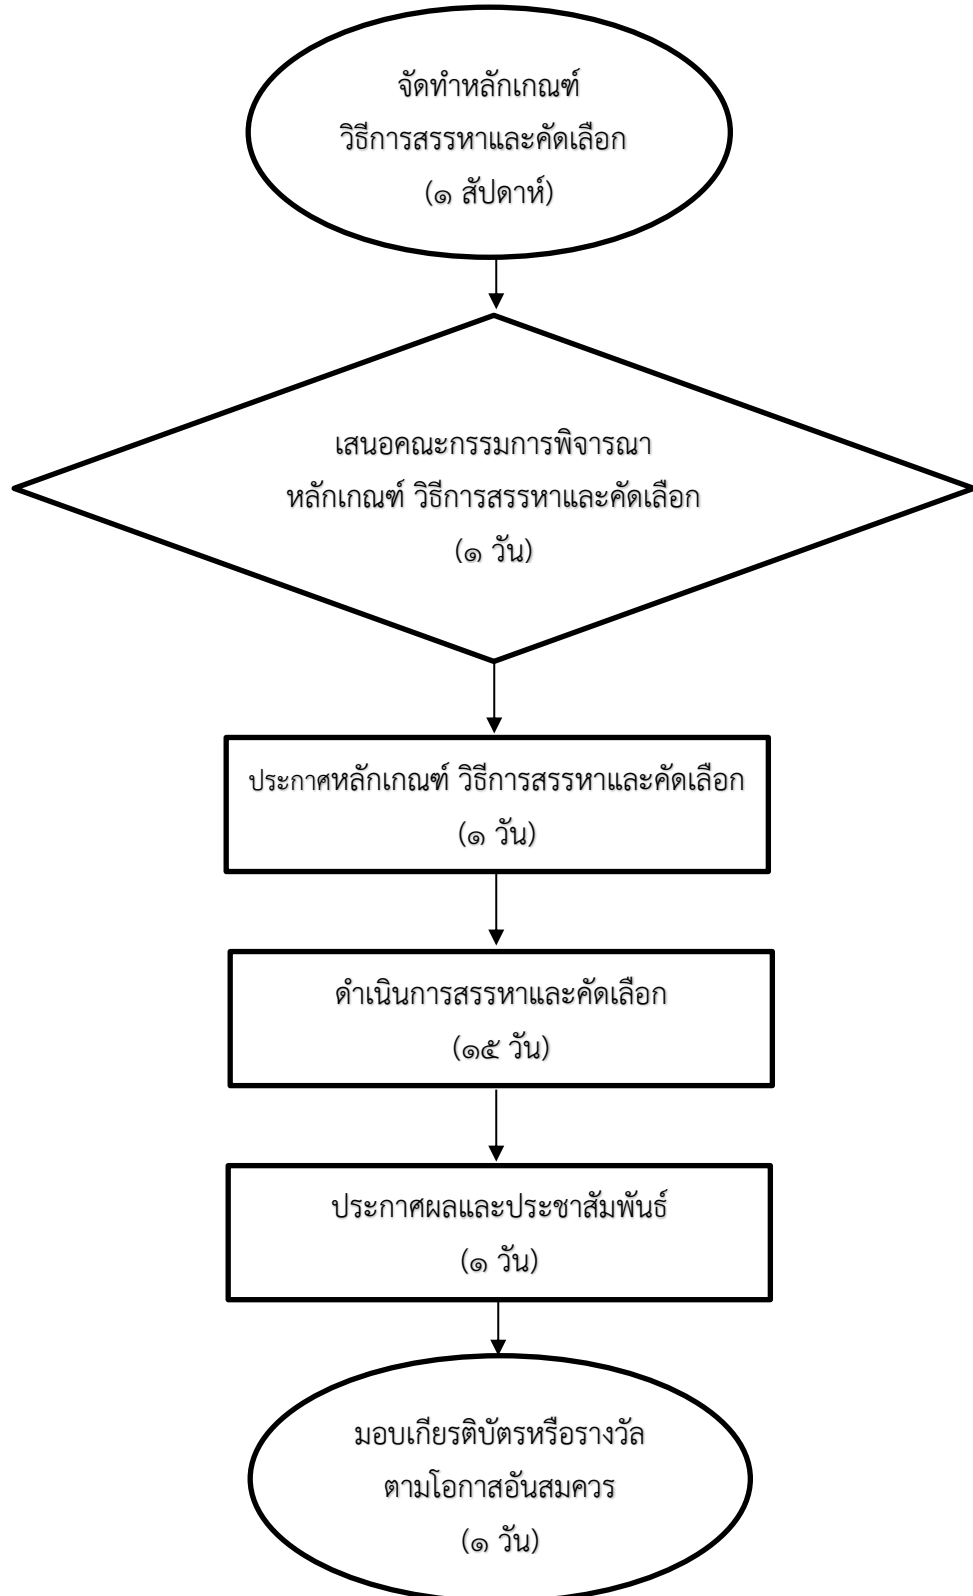 จัดทำหลักเกณฑ์
วิธีการสรรหาและคัดเลือก
(๑ สัปดาห์)
เสนอคณะกรรมการพิจารณา
หลักเกณฑ์ วิธีการสรรหาและคัดเลือก
(๑ วัน)
ประกาศหลักเกณฑ์ วิธีการสรรหาและคัดเลือก
(๑ วัน)
ดำเนินการสรรหาและคัดเลือก
(๑๕ วัน)
ประกาศผลและประชาสัมพันธ์
(๑ วัน)
มอบเกียรติบัตรหรือรางวัล
ตามโอกาสอันสมควร
(๑ วัน)